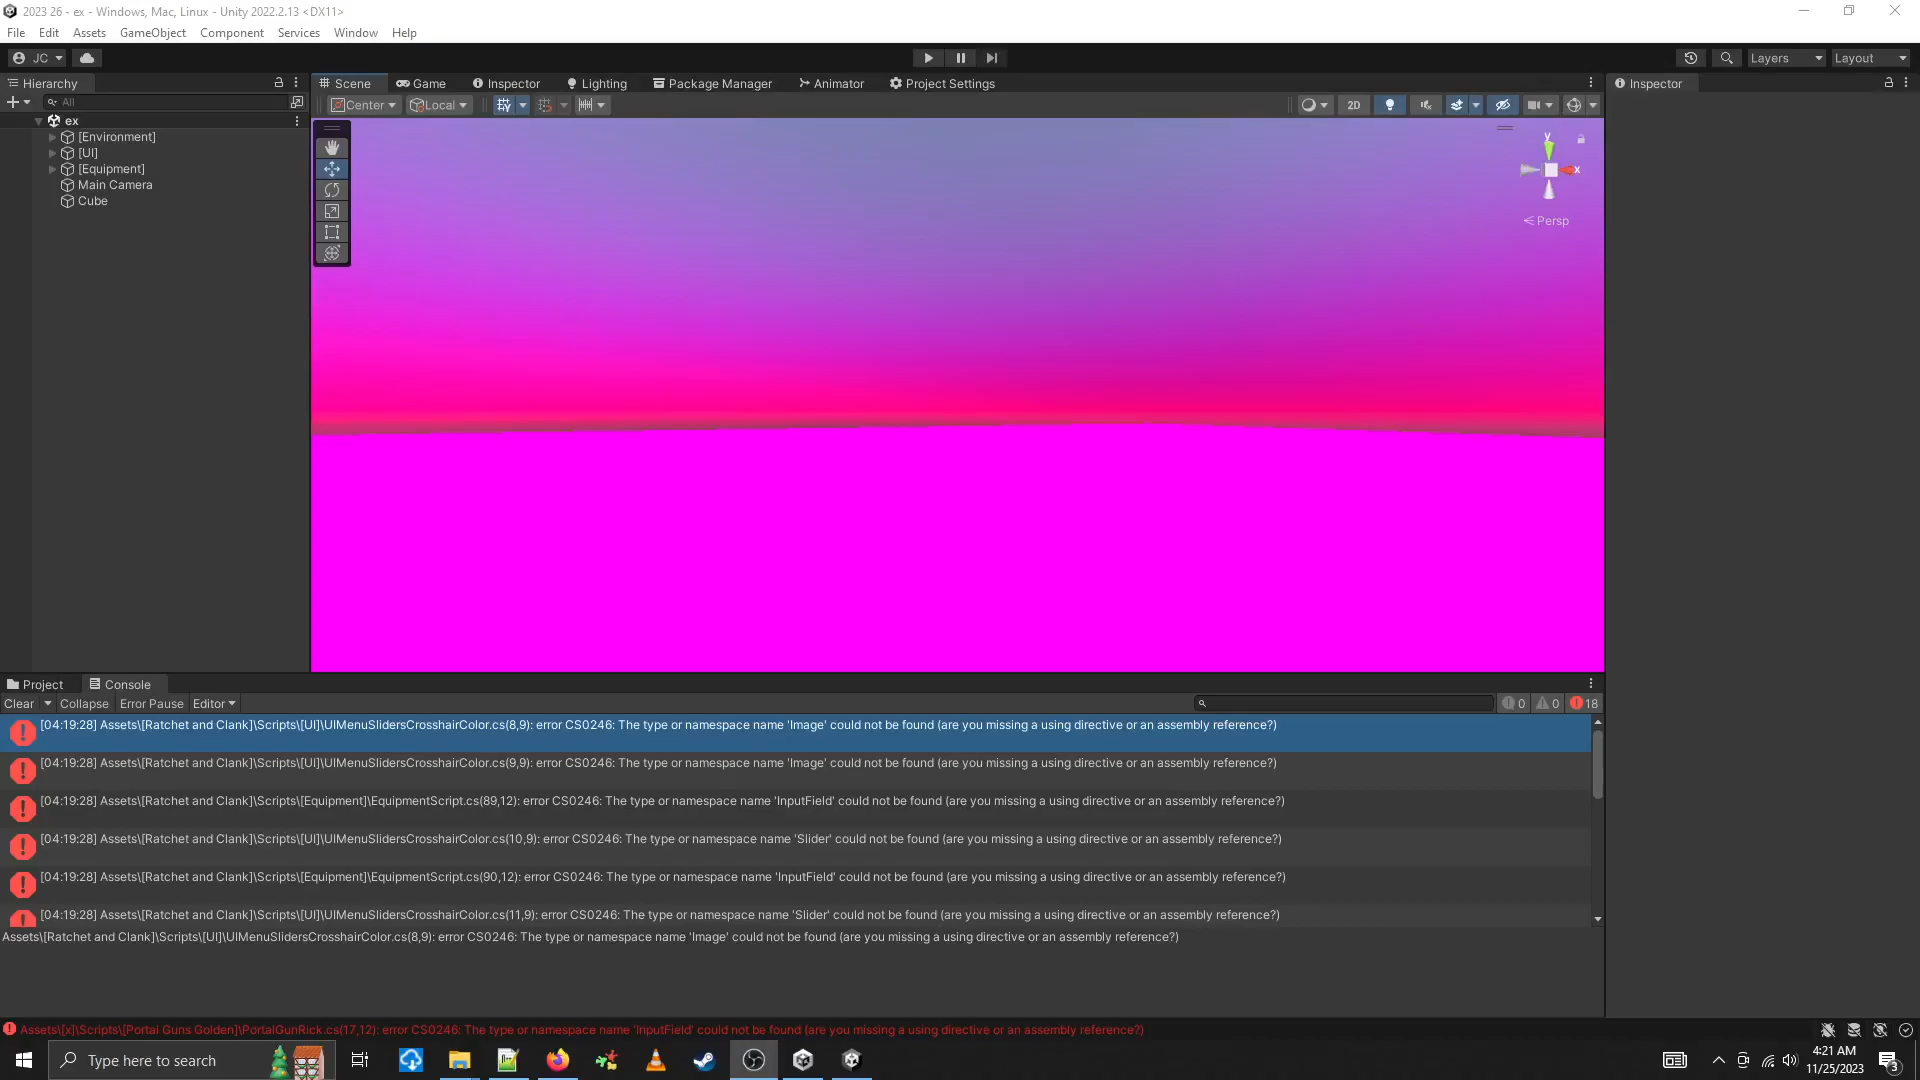 2023 26 - ex - Windows, Mac, Linux - Unity 2022.2.13 <DX11>
File Edit Assets GameObject Component Services Window Help
JC
Layers
Layout
Hierarchy
Scene
Game
Inspector
Lighting
Package Manager
Animator
Project Settings
Inspector
All
Center
Local
2D
ex
[Environment]
[UI]
[Equipment]
Main Camera
Cube
y
x
Persp
Project
Console
Clear
Collapse
Error Pause
Editor
0
0
18
[04:19:28] Assets\[Ratchet and Clank]\Scripts\[UI]\UIMenuSlidersCrosshairColor.cs(8,9): error CS0246: The type or namespace name 'Image' could not be found (are you missing a using directive or an assembly reference?)
[04:19:28] Assets\[Ratchet and Clank]\Scripts\[UI]\UIMenuSlidersCrosshairColor.cs(9,9): error CS0246: The type or namespace name 'Image' could not be found (are you missing a using directive or an assembly reference?)
[04:19:28] Assets\[Ratchet and Clank]\Scripts\[Equipment]\EquipmentScript.cs(89,12): error CS0246: The type or namespace name 'InputField' could not be found (are you missing a using directive or an assembly reference?)
[04:19:28] Assets\[Ratchet and Clank]\Scripts\[UI]\UIMenuSlidersCrosshairColor.cs(10,9): error CS0246: The type or namespace name 'Slider' could not be found (are you missing a using directive or an assembly reference?)
[04:19:28] Assets\[Ratchet and Clank]\Scripts\[Equipment]\EquipmentScript.cs(90,12): error CS0246: The type or namespace name 'InputField' could not be found (are you missing a using directive or an assembly reference?)
[04:19:28] Assets\[Ratchet and Clank]\Scripts\[UI]\UIMenuSlidersCrosshairColor.cs(11,9): error CS0246: The type or namespace name 'Slider' could not be found (are you missing a using directive or an assembly reference?)
Assets\[Ratchet and Clank]\Scripts\[UI]\UIMenuSlidersCrosshairColor.cs(8,9): error CS0246: The type or namespace name 'Image' could not be found (are you missing a using directive or an assembly reference?)
Assets\[x]\Scripts\[Portal Guns Golden]\PortalGunRick.cs(17,12): error CS0246: The type or namespace name 'InputField' could not be found (are you missing a using directive or an assembly reference?)
Type here to search
4:21 AM
11/25/2023
3